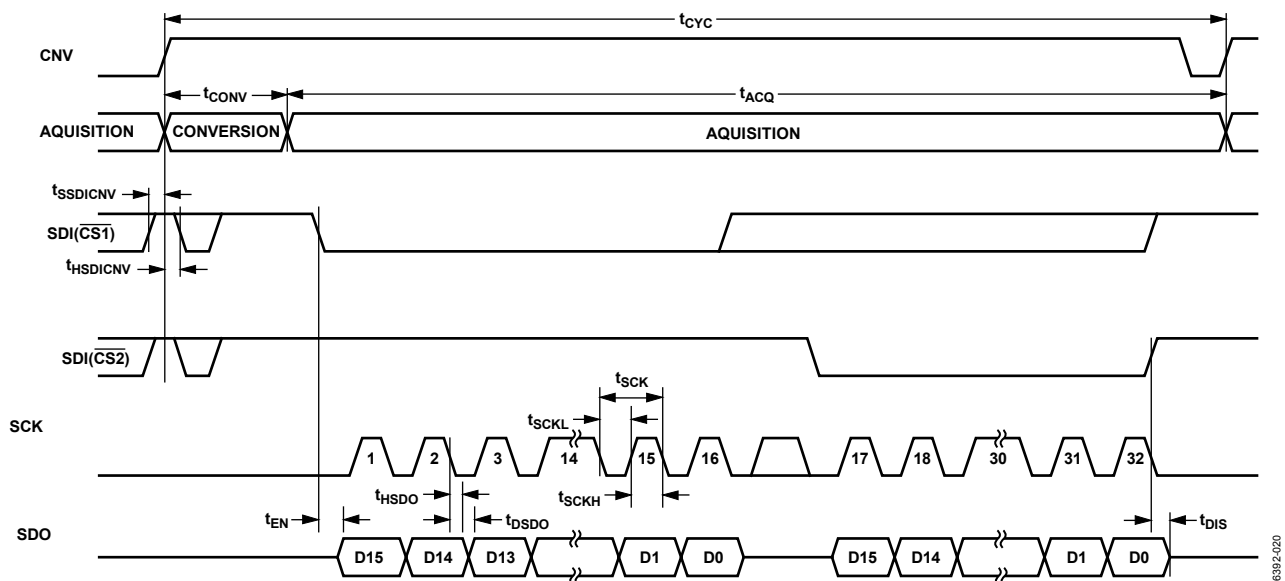 tCYC
CNV
tCONV
tACQ
AQUISITION
CONVERSION
AQUISITION
tSSDICNV
SDI(CS1)
tHSDICNV
SDI(CS2)
tSCK
tSCKL
SCK
1 2 3 14 15 16 17 18 30 31 32
tHSDO
tSCKH
tEN
tDSDO
tDIS
SDO
D15 D14 D13 D1 D0 D15 D14 D1 D0